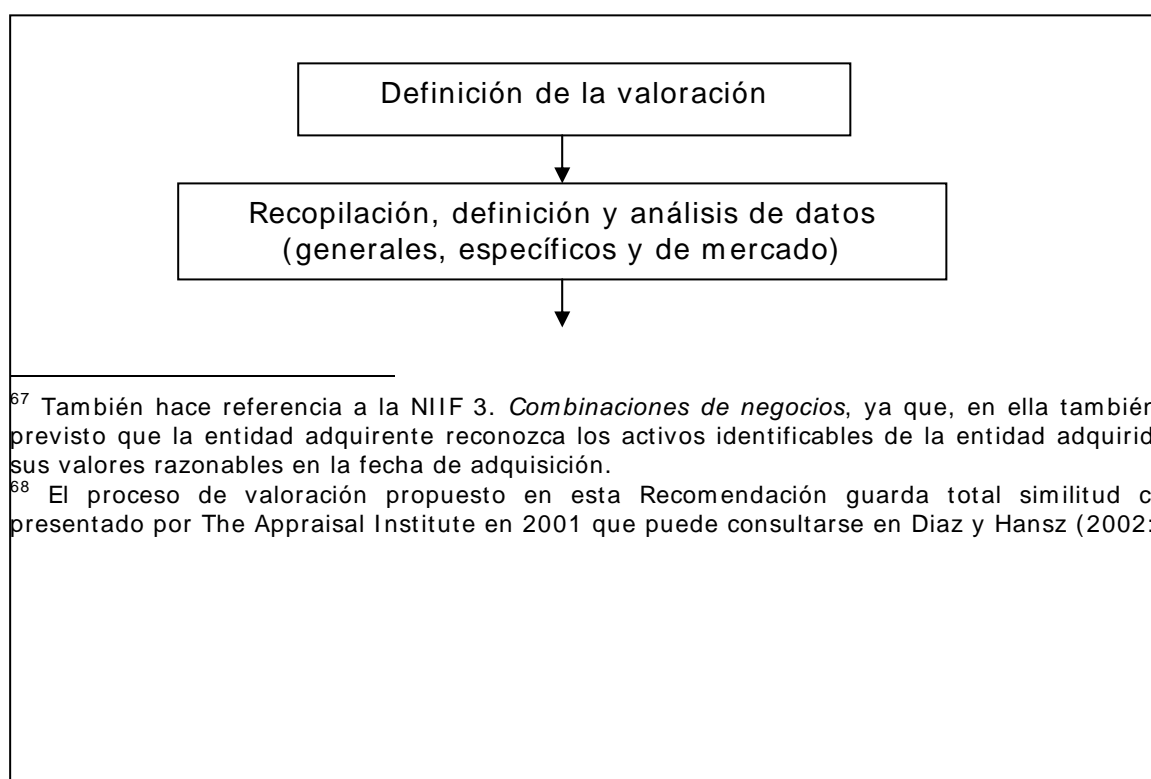 Definición de la valoración
Recopilación, definición y análisis de datos
(generales, específicos y de mercado)
67 También hace referencia a la NIIF 3. Combinaciones de negocios, ya que, en ella también
previsto que la entidad adquirente reconozca los activos identificables de la entidad adquirid
sus valores razonables en la fecha de adquisición.
68 El proceso de valoración propuesto en esta Recomendación guarda total similitud c
presentado por The Appraisal Institute en 2001 que puede consultarse en Diaz y Hansz (2002: